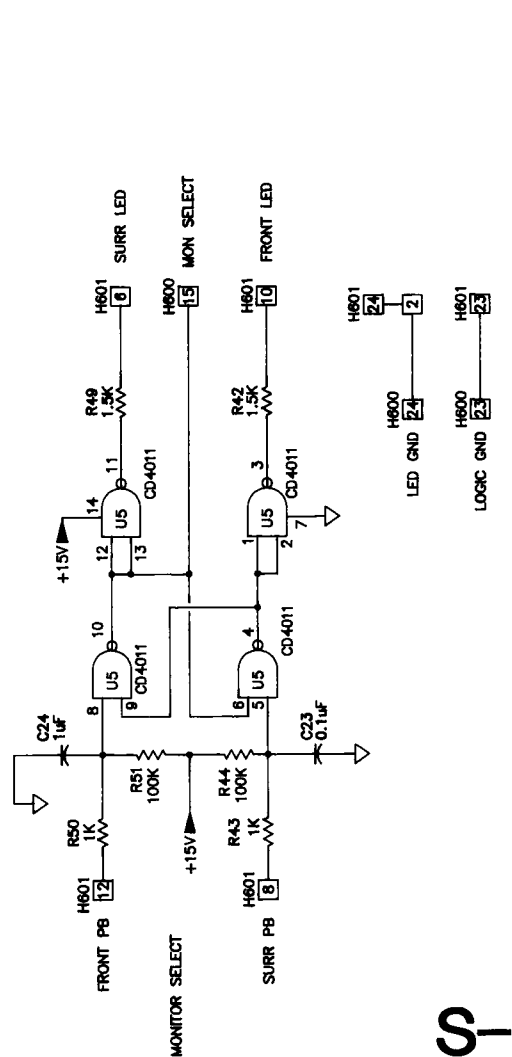 FRONT PB
H601
12
R50
1K
C24
1uF
8
9
U5
10
CD4011
+15V
14
12
13
U5
11
CD4011
R49
1.5K
H601
6
SURR LED
H600
15
MON SELECT
MONITOR SELECT
+15V
R51
100K
R44
100K
SURR PB
H601
8
R43
1K
C23
0.1uF
6
5
U5
4
CD4011
1
2
U5
3
7
CD4011
R42
1.5K
H601
10
FRONT LED
LED GND
H600
24
2
H601
24
LOGIC GND
H600
23
H601
23
S-